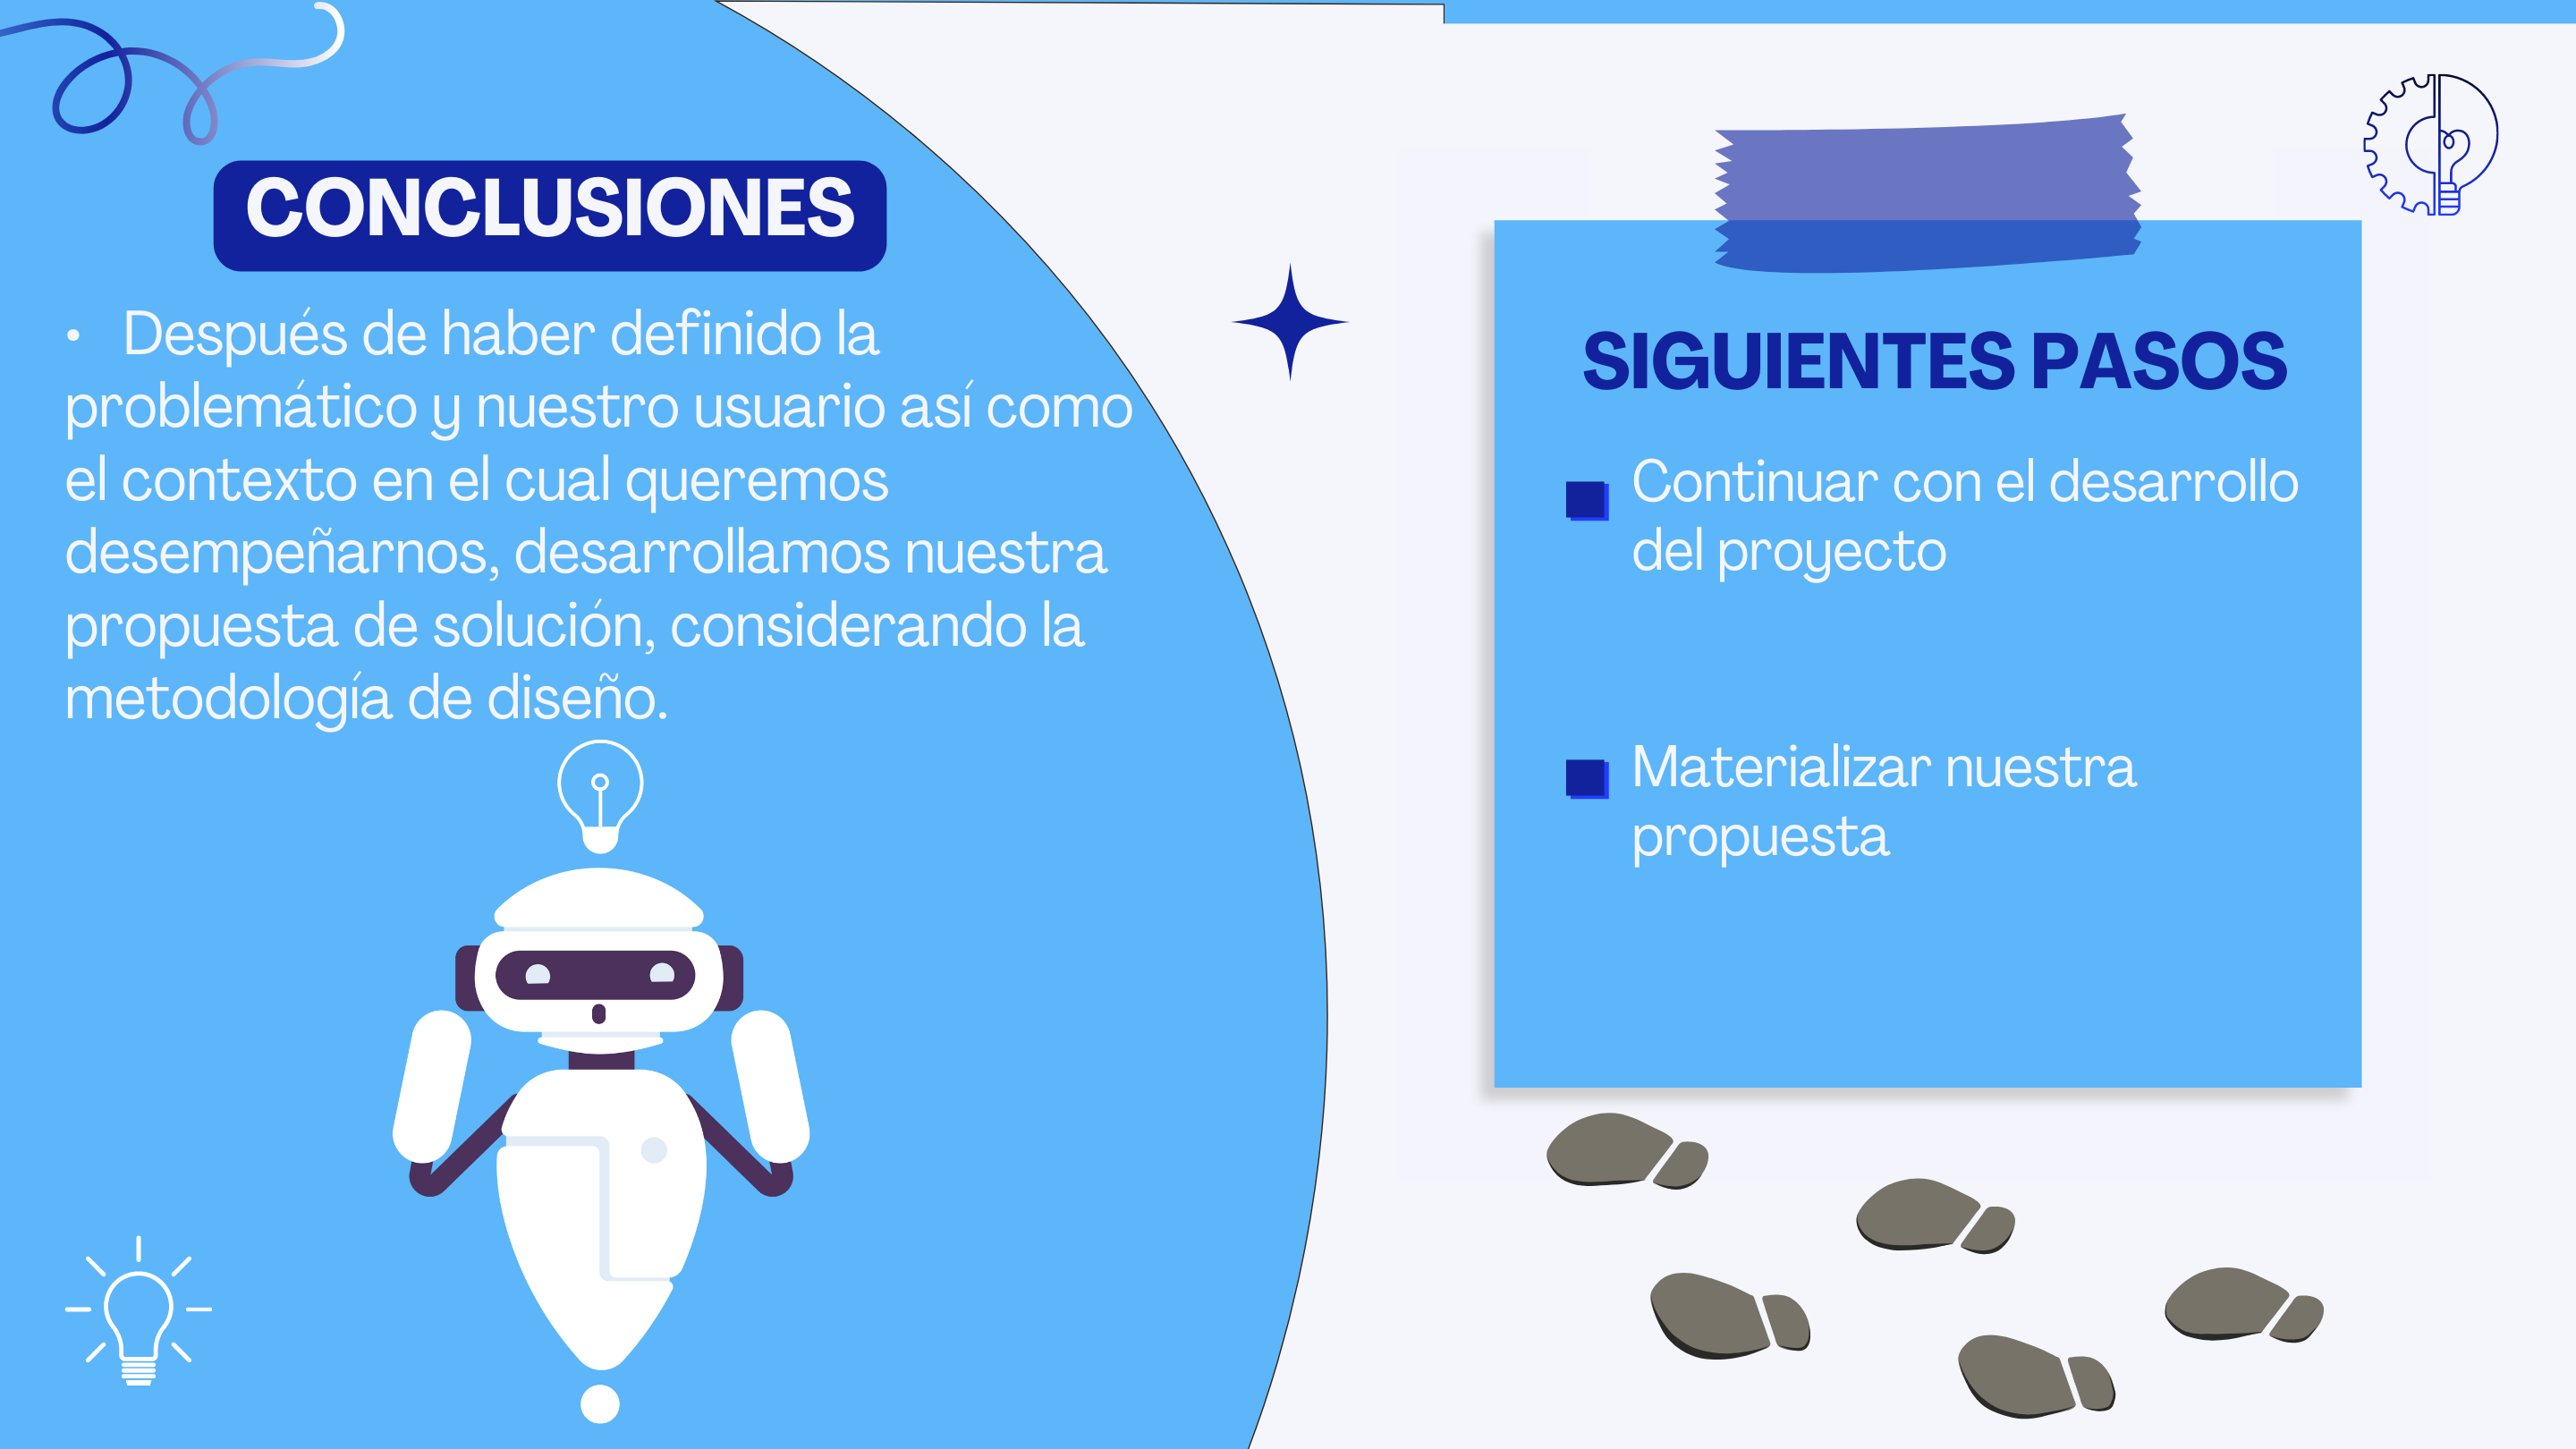 CONCLUSIONES
• Después de haber definido la
problemático y nuestro usuario así como
el contexto en el cual queremos
desempeñarnos, desarrollamos nuestra
propuesta de solución, considerando la
metodología de diseño.
SIGUIENTES PASOS
Continuar con el desarrollo
del proyecto
Materializar nuestra
propuesta